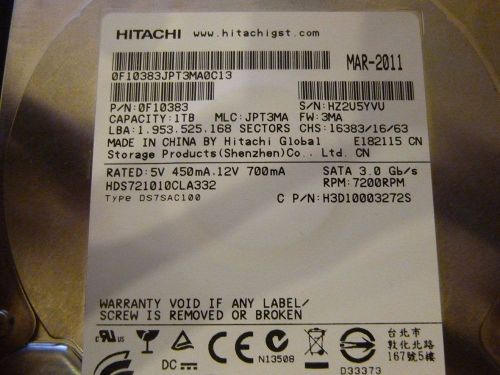 HITACHI www.hitachigst.com
MAR-2011
0F10383JPT3MA0C13
P/N:0F10383 S/N:HZ2U5YVU
CAPACITY:1TB MLC:JPT3MA FW:3MA
LBA:1.953.525.168 SECTORS CHS:16383/16/63
MADE IN CHINA BY Hitachi Global E182115 CN
Storage Products(Shenzhen)Co.. Ltd. CN
RATED:5V 450mA.12V 700mA SATA 3.0 Gb/s
HDS721010CLA332 RPM:7200RPM
Type DS7SAC100 C P/N:H3D10003272S
WARRANTY VOID IF ANY LABEL/
SCREW IS REMOVED OR BROKEN
c RU us
DC
CE
N13508
D33373
台北市
敦化北路
167號5樓